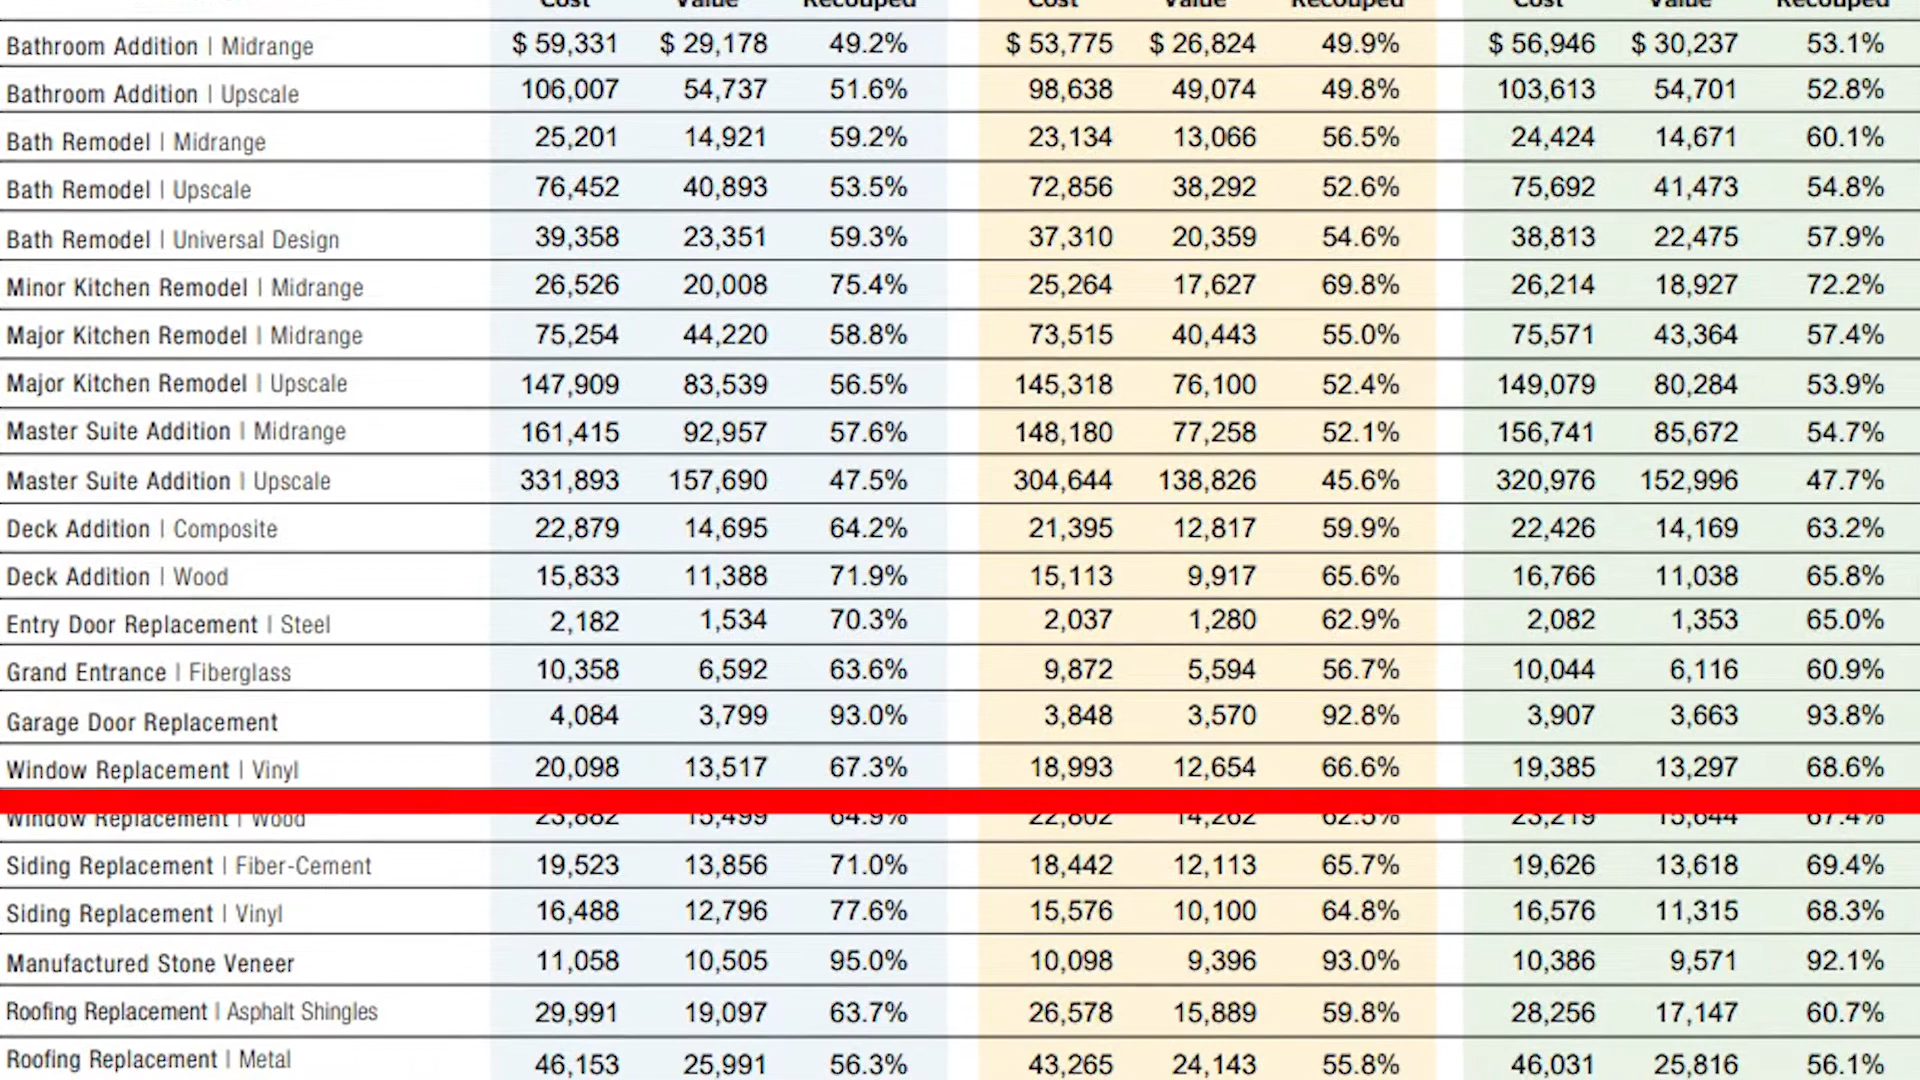 Cost Value Recouped Cost Value Recouped Cost Value Recouped
Bathroom Addition | Midrange $ 59,331 $ 29,178 49.2% $ 53,775 $ 26,824 49.9% $ 56,946 $ 30,237 53.1%
Bathroom Addition | Upscale 106,007 54,737 51.6% 98,638 49,074 49.8% 103,613 54,701 52.8%
Bath Remodel | Midrange 25,201 14,921 59.2% 23,134 13,066 56.5% 24,424 14,671 60.1%
Bath Remodel | Upscale 76,452 40,893 53.5% 72,856 38,292 52.6% 75,692 41,473 54.8%
Bath Remodel | Universal Design 39,358 23,351 59.3% 37,310 20,359 54.6% 38,813 22,475 57.9%
Minor Kitchen Remodel | Midrange 26,526 20,008 75.4% 25,264 17,627 69.8% 26,214 18,927 72.2%
Major Kitchen Remodel | Midrange 75,254 44,220 58.8% 73,515 40,443 55.0% 75,571 43,364 57.4%
Major Kitchen Remodel | Upscale 147,909 83,539 56.5% 145,318 76,100 52.4% 149,079 80,284 53.9%
Master Suite Addition | Midrange 161,415 92,957 57.6% 148,180 77,258 52.1% 156,741 85,672 54.7%
Master Suite Addition | Upscale 331,893 157,690 47.5% 304,644 138,826 45.6% 320,976 152,996 47.7%
Deck Addition | Composite 22,879 14,695 64.2% 21,395 12,817 59.9% 22,426 14,169 63.2%
Deck Addition | Wood 15,833 11,388 71.9% 15,113 9,917 65.6% 16,766 11,038 65.8%
Entry Door Replacement | Steel 2,182 1,534 70.3% 2,037 1,280 62.9% 2,082 1,353 65.0%
Grand Entrance | Fiberglass 10,358 6,592 63.6% 9,872 5,594 56.7% 10,044 6,116 60.9%
Garage Door Replacement 4,084 3,799 93.0% 3,848 3,570 92.8% 3,907 3,663 93.8%
Window Replacement | Vinyl 20,098 13,517 67.3% 18,993 12,654 66.6% 19,385 13,297 68.6%
Window Replacement | Wood
Siding Replacement | Fiber-Cement 19,523 13,856 71.0% 18,442 12,113 65.7% 19,626 13,618 69.4%
Siding Replacement | Vinyl 16,488 12,796 77.6% 15,576 10,100 64.8% 16,576 11,315 68.3%
Manufactured Stone Veneer 11,058 10,505 95.0% 10,098 9,396 93.0% 10,386 9,571 92.1%
Roofing Replacement | Asphalt Shingles 29,991 19,097 63.7% 26,578 15,889 59.8% 28,256 17,147 60.7%
Roofing Replacement | Metal 46,153 25,991 56.3% 43,265 24,143 55.8% 46,031 25,816 56.1%